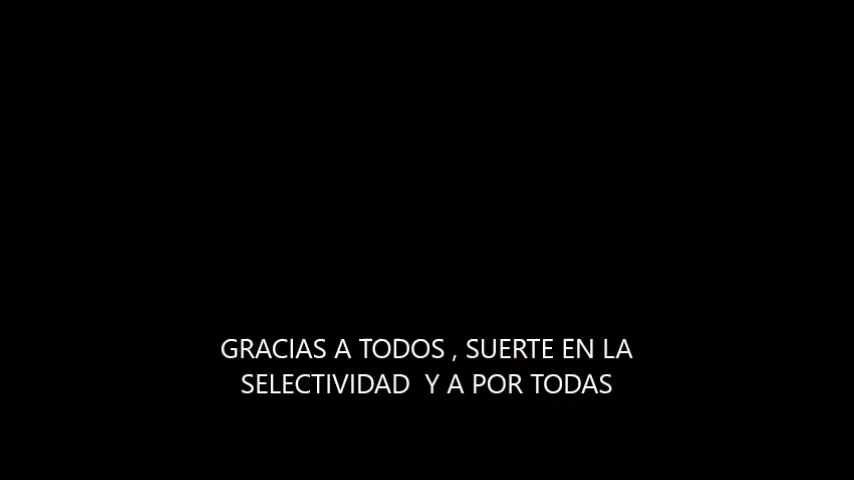 GRACIAS A TODOS , SUERTE EN LA
SELECTIVIDAD  Y A POR TODAS